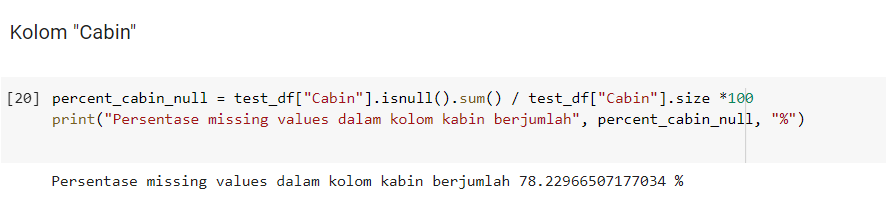 Kolom "Cabin"
[20] percent_cabin_null = test_df["Cabin"].isnull().sum() / test_df["Cabin"].size *100
print("Persentase missing values dalam kolom kabin berjumlah", percent_cabin_null, "%")
Persentase missing values dalam kolom kabin berjumlah 78.22966507177034 %